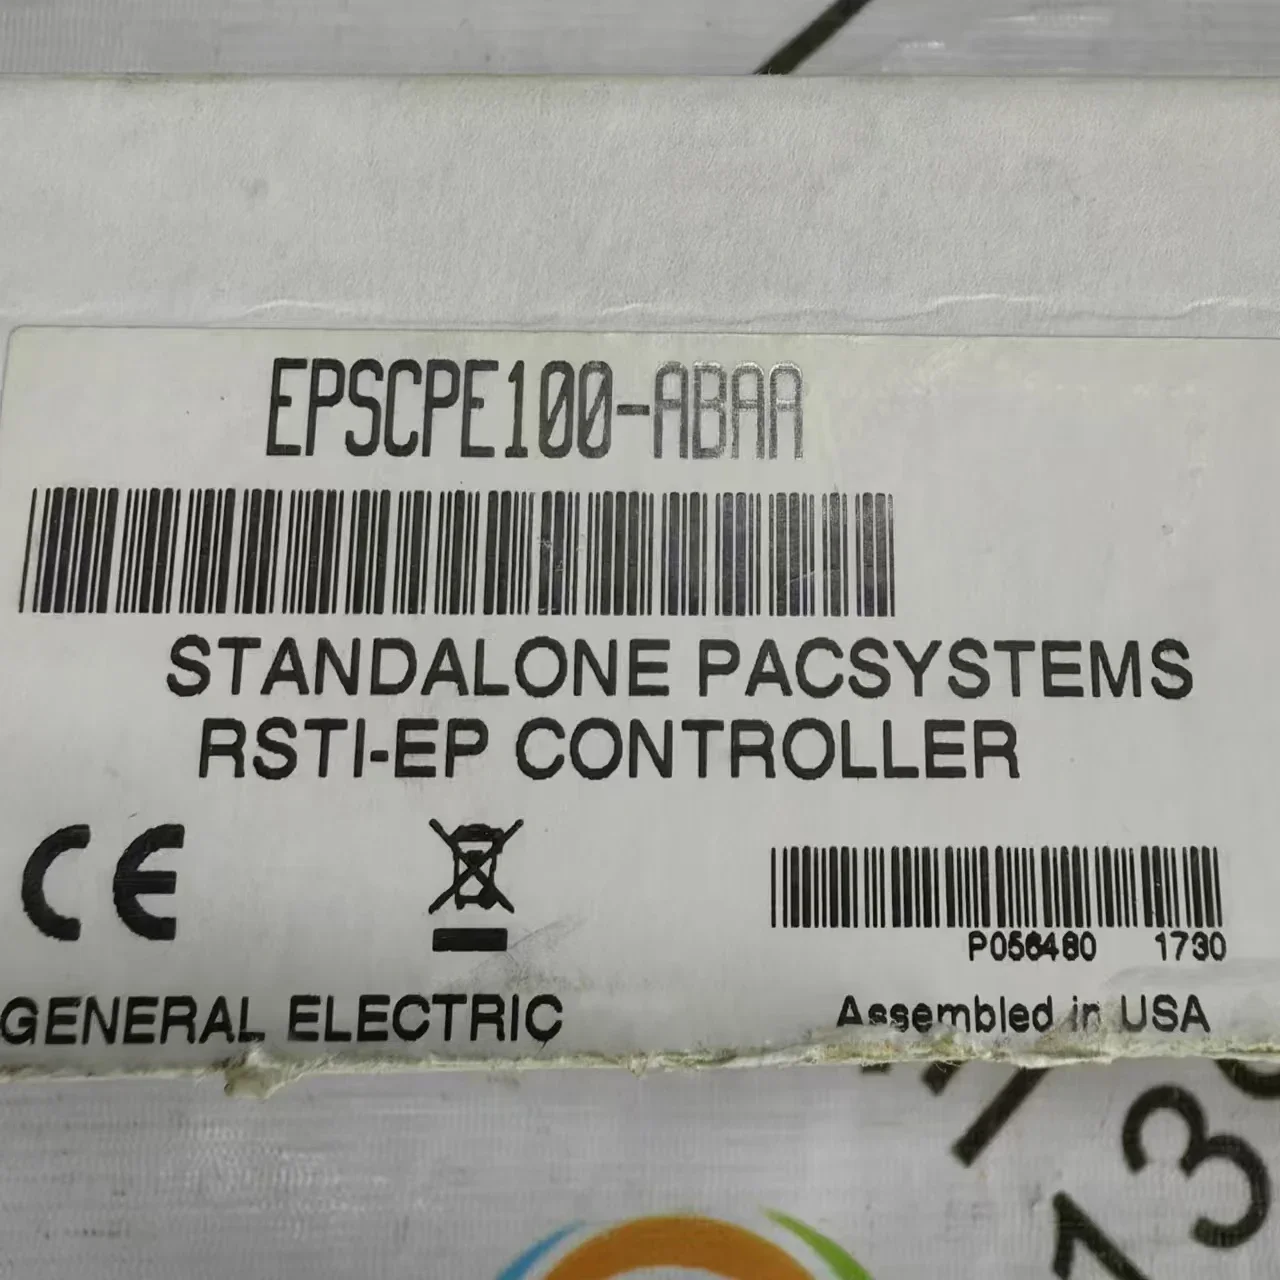 EPSCPE100-ABAA
STANDALONE PACSYSTEMS
RSTI-EP CONTROLLER
CE
P056480 1730
GENERAL ELECTRIC
Assembled in USA